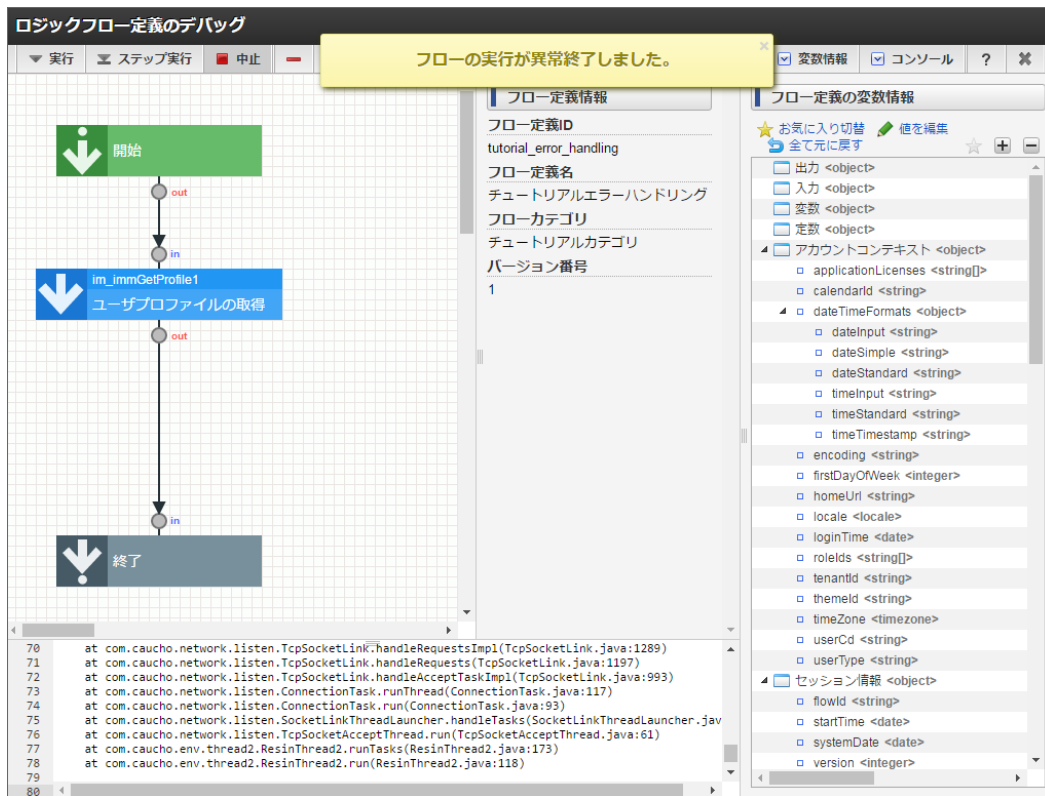 ロジックフロー定義のデバッグ
実行
ステップ実行
中止
フローの実行が異常終了しました。
×
変数情報
コンソール
?
開始
out
in
im_immGetProfile1
ユーザプロファイルの取得
out
in
終了
フロー定義情報
フロー定義ID
tutorial_error_handling
フロー定義名
チュートリアルエラーハンドリング
フローカテゴリ
チュートリアルカテゴリ
バージョン番号
1
フロー定義の変数情報
お気に入り切替
値を編集
全て元に戻す
出力 <object>
入力 <object>
変数 <object>
定数 <object>
アカウントコンテキスト <object>
applicationLicenses <string[]>
calendarId <string>
dateTimeFormats <object>
dateInput <string>
dateSimple <string>
dateStandard <string>
timeInput <string>
timeStandard <string>
timeTimestamp <string>
encoding <string>
firstDayOfWeek <integer>
homeUrl <string>
locale <locale>
loginTime <date>
roleIds <string[]>
tenantId <string>
themeId <string>
timeZone <timezone>
userCd <string>
userType <string>
セッション情報 <object>
flowId <string>
startTime <date>
systemDate <date>
version <integer>
70 at com.caucho.network.listen.TcpSocketLink.handleRequestsImpl(TcpSocketLink.java:1289)
71 at com.caucho.network.listen.TcpSocketLink.handleRequests(TcpSocketLink.java:1197)
72 at com.caucho.network.listen.TcpSocketLink.handleAcceptTaskImpl(TcpSocketLink.java:993)
73 at com.caucho.network.listen.ConnectionTask.runThread(ConnectionTask.java:117)
74 at com.caucho.network.listen.ConnectionTask.run(ConnectionTask.java:93)
75 at com.caucho.network.listen.SocketLinkThreadLauncher.handleTasks(SocketLinkThreadLauncher.jav
76 at com.caucho.network.listen.TcpSocketAcceptThread.run(TcpSocketAcceptThread.java:61)
77 at com.caucho.env.thread2.ResinThread2.runTasks(ResinThread2.java:173)
78 at com.caucho.env.thread2.ResinThread2.run(ResinThread2.java:118)
79
80